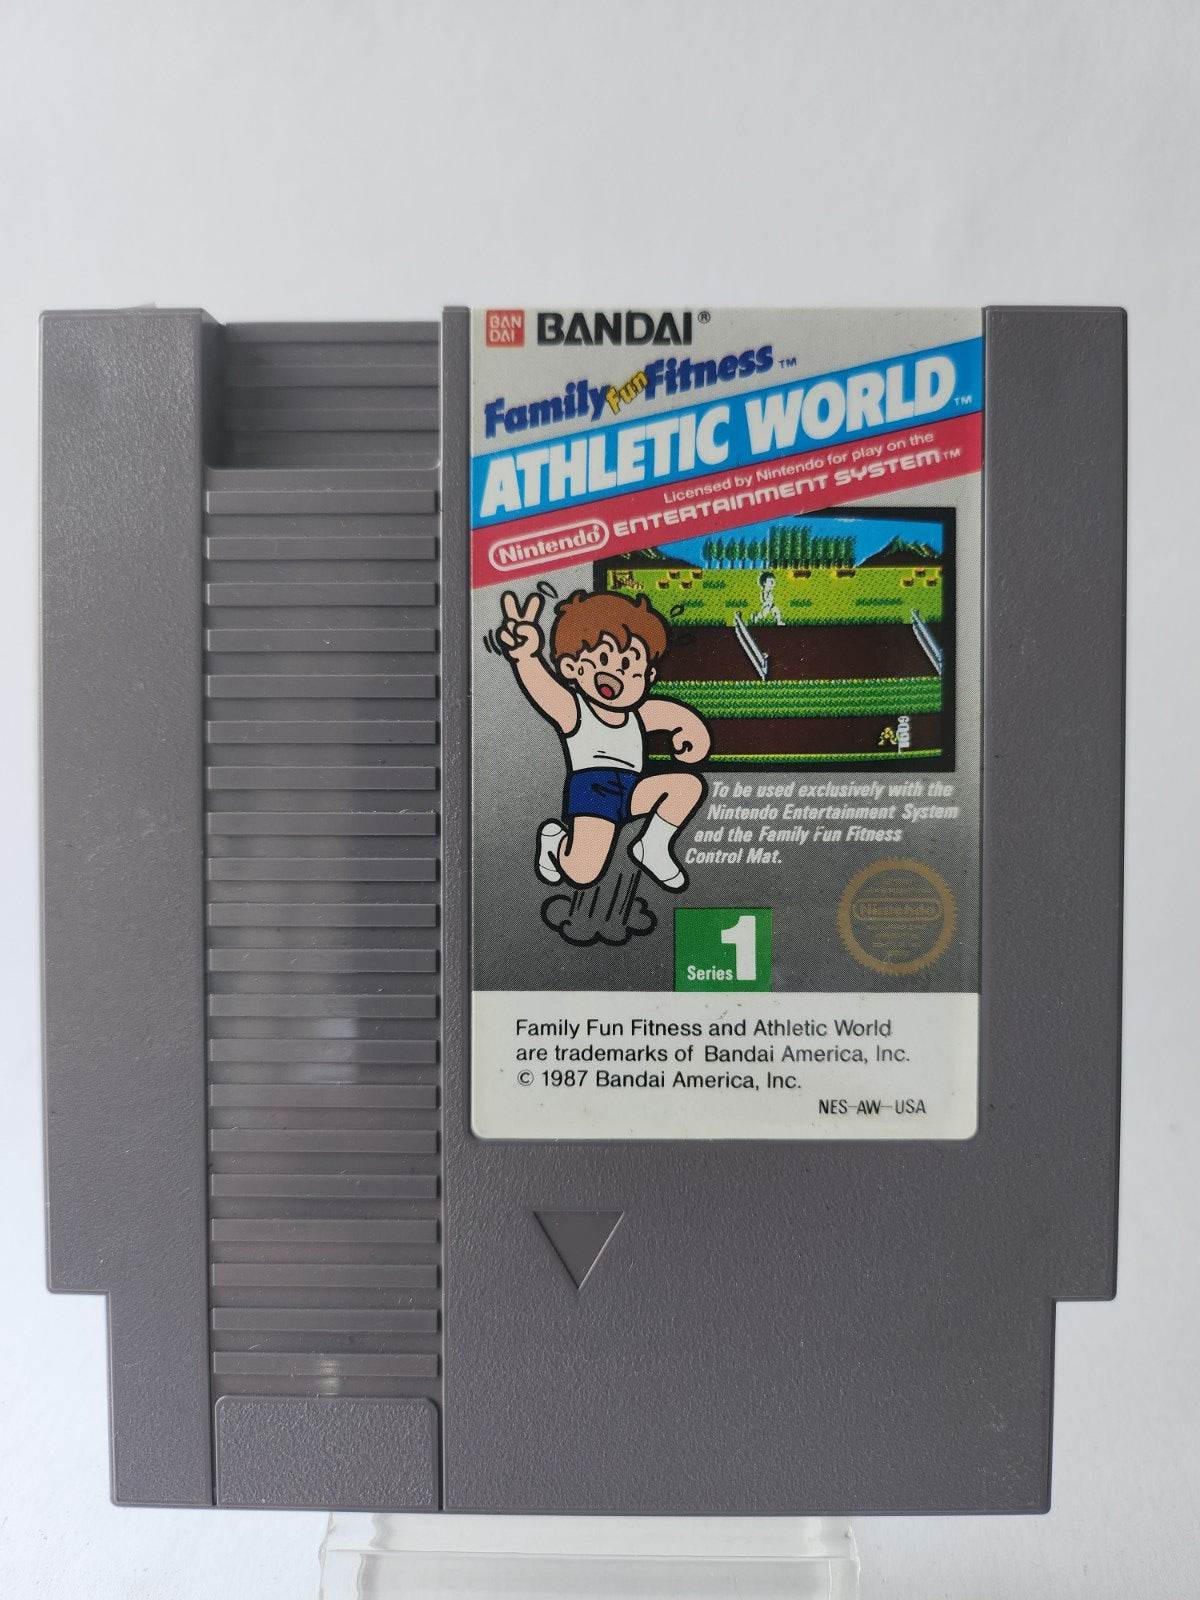 BAN
DAI
BANDAI®
Family Fun Fitness™
ATHLETIC WORLD™
Licensed by Nintendo for play on the
Nintendo® ENTERTAINMENT SYSTEM™
To be used exclusively with the
Nintendo Entertainment System
and the Family Fun Fitness
Control Mat.
Nintendo
Series 1
Family Fun Fitness and Athletic World
are trademarks of Bandai America, Inc.
© 1987 Bandai America, Inc.
NES-AW-USA